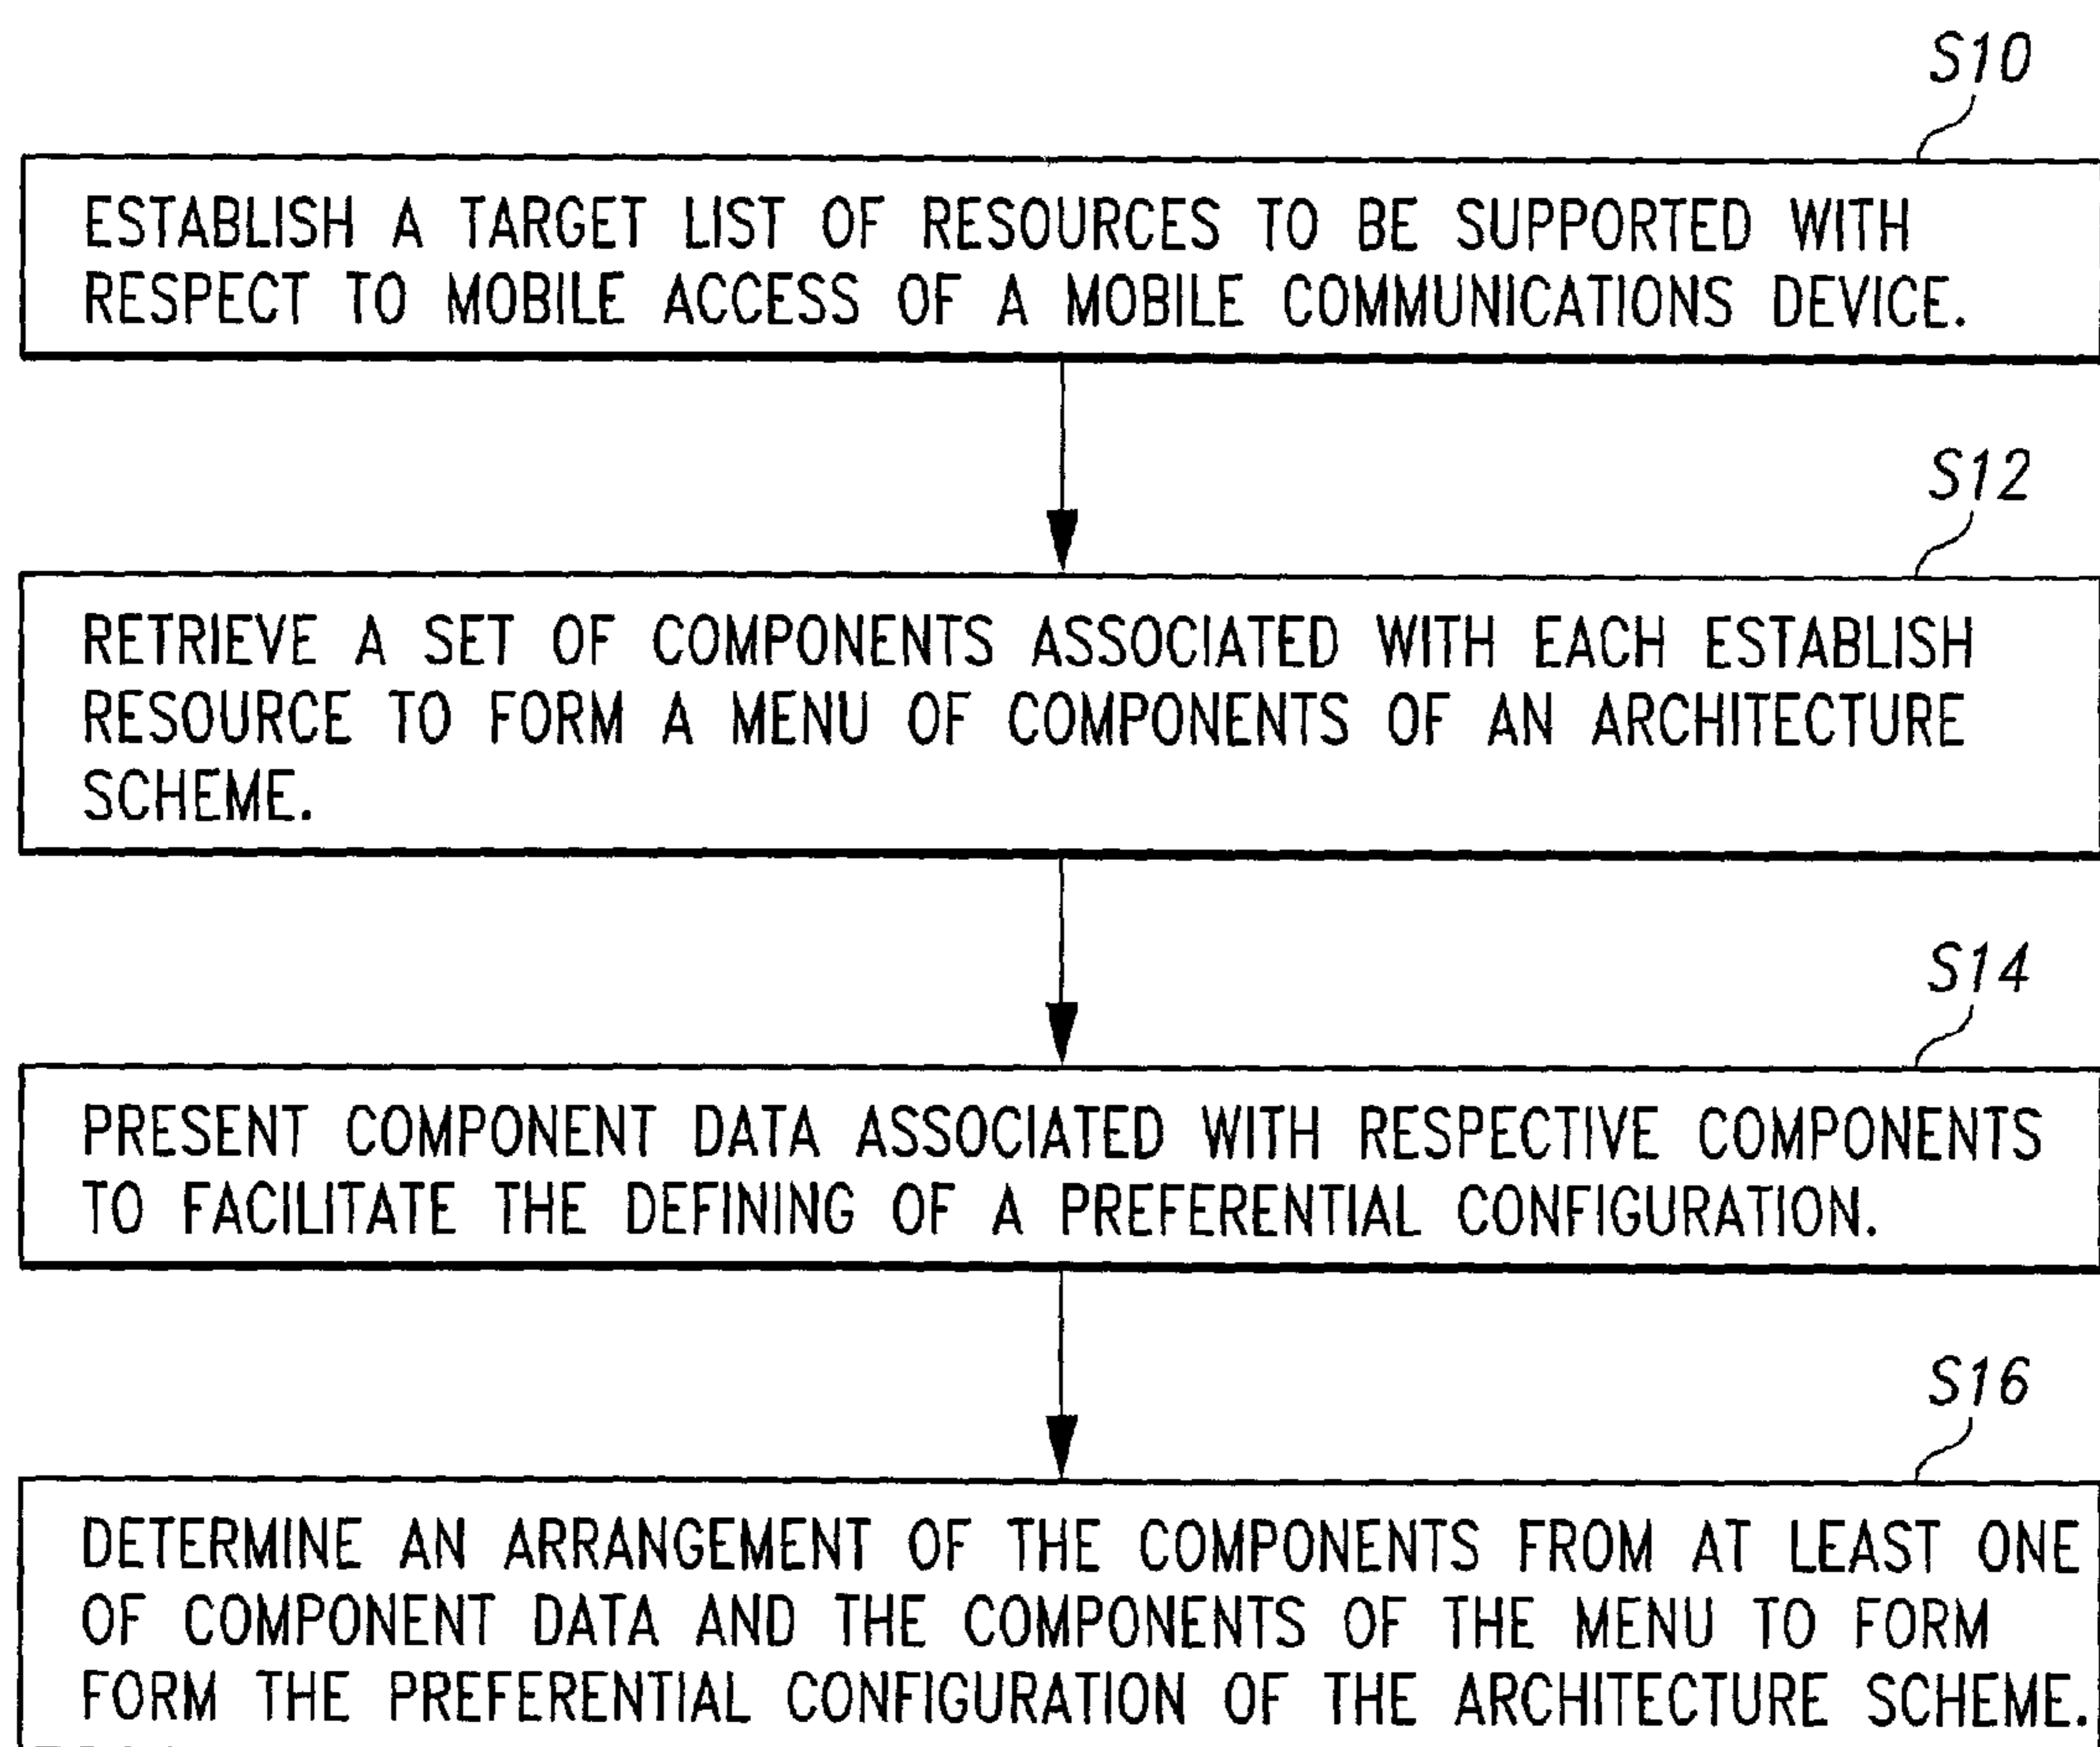 S10
ESTABLISH A TARGET LIST OF RESOURCES TO BE SUPPORTED WITH
RESPECT TO MOBILE ACCESS OF A MOBILE COMMUNICATIONS DEVICE.
S12
RETRIEVE A SET OF COMPONENTS ASSOCIATED WITH EACH ESTABLISH
RESOURCE TO FORM A MENU OF COMPONENTS OF AN ARCHITECTURE
SCHEME.
S14
PRESENT COMPONENT DATA ASSOCIATED WITH RESPECTIVE COMPONENTS
TO FACILITATE THE DEFINING OF A PREFERENTIAL CONFIGURATION.
S16
DETERMINE AN ARRANGEMENT OF THE COMPONENTS FROM AT LEAST ONE
OF COMPONENT DATA AND THE COMPONENTS OF THE MENU TO FORM
FORM THE PREFERENTIAL CONFIGURATION OF THE ARCHITECTURE SCHEME.